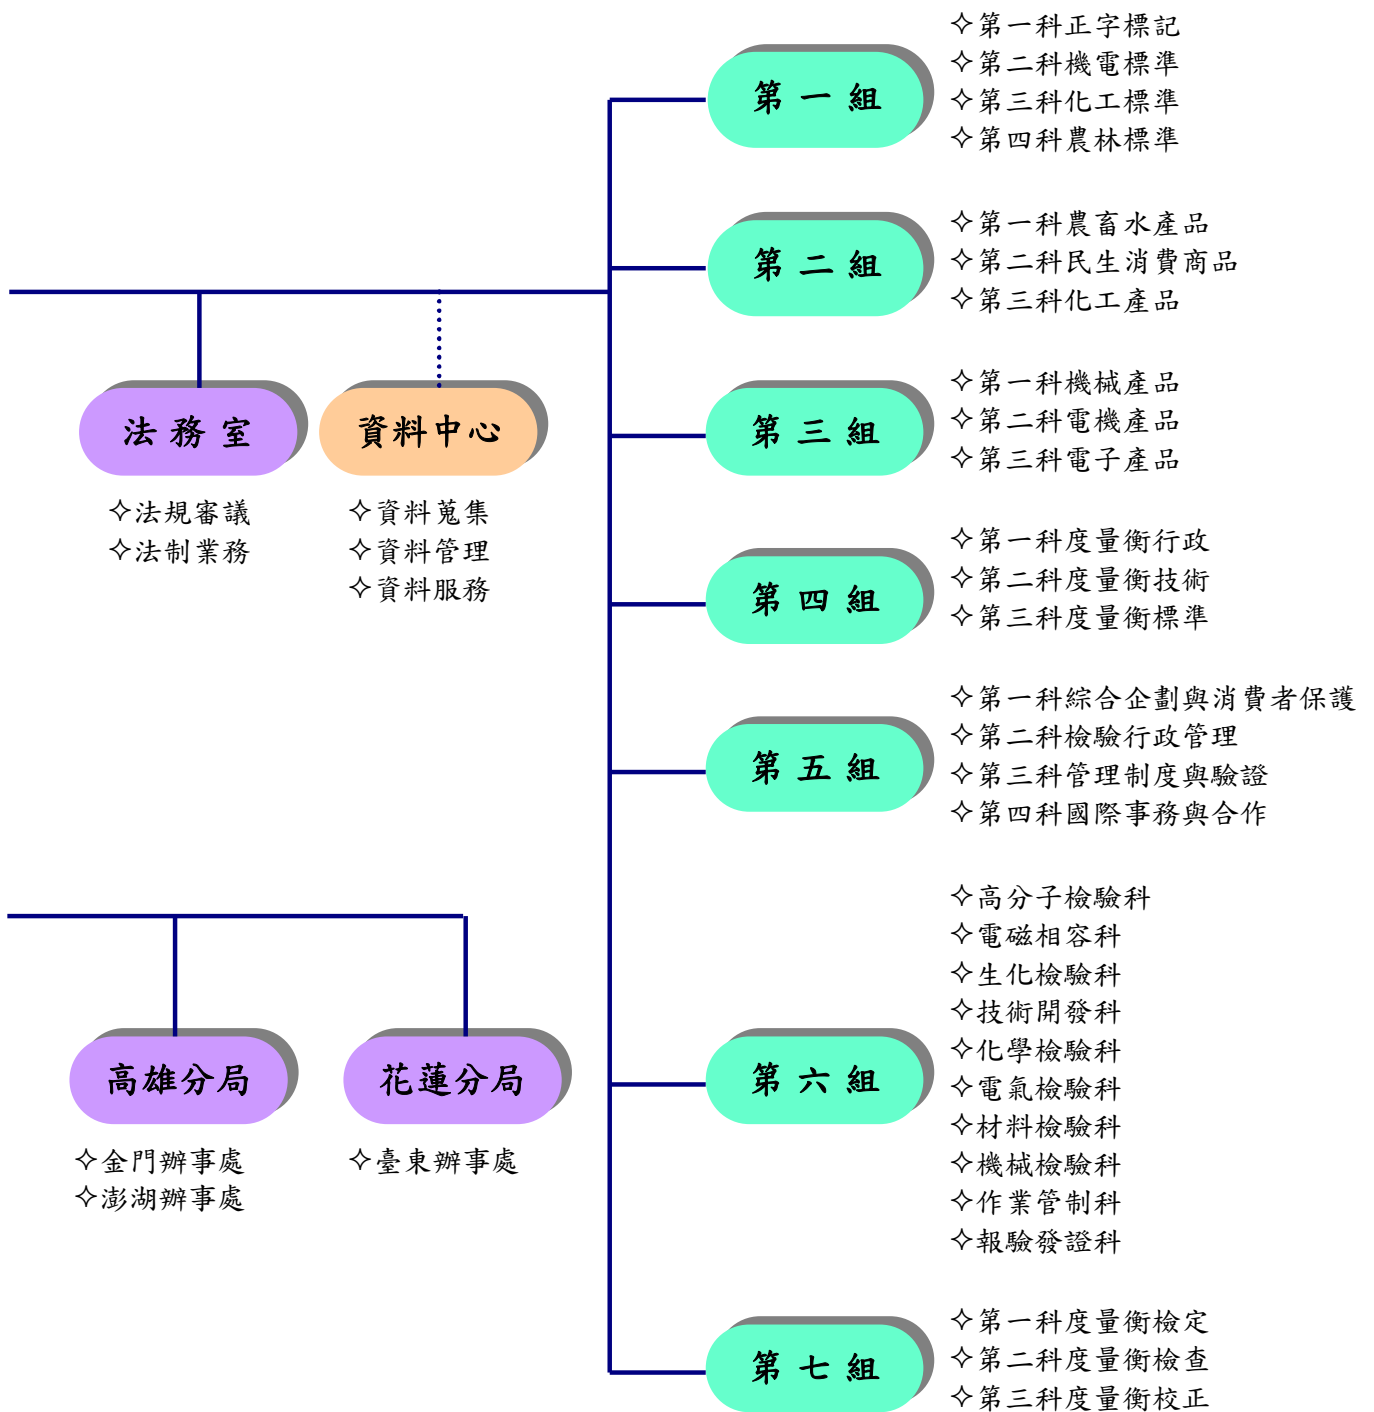 第一組
✧第一科正字標記
✧第二科機電標準
✧第三科化工標準
✧第四科農林標準
第二組
✧第一科農畜水產品
✧第二科民生消費商品
✧第三科化工產品
法務室
✧法規審議
✧法制業務
資料中心
✧資料蒐集
✧資料管理
✧資料服務
第三組
✧第一科機械產品
✧第二科電機產品
✧第三科電子產品
第四組
✧第一科度量衡行政
✧第二科度量衡技術
✧第三科度量衡標準
第五組
✧第一科綜合企劃與消費者保護
✧第二科檢驗行政管理
✧第三科管理制度與驗證
✧第四科國際事務與合作
高雄分局
✧金門辦事處
✧澎湖辦事處
花蓮分局
✧臺東辦事處
第六組
✧高分子檢驗科
✧電磁相容科
✧生化檢驗科
✧技術開發科
✧化學檢驗科
✧電氣檢驗科
✧材料檢驗科
✧機械檢驗科
✧作業管制科
✧報驗發證科
第七組
✧第一科度量衡檢定
✧第二科度量衡檢查
✧第三科度量衡校正